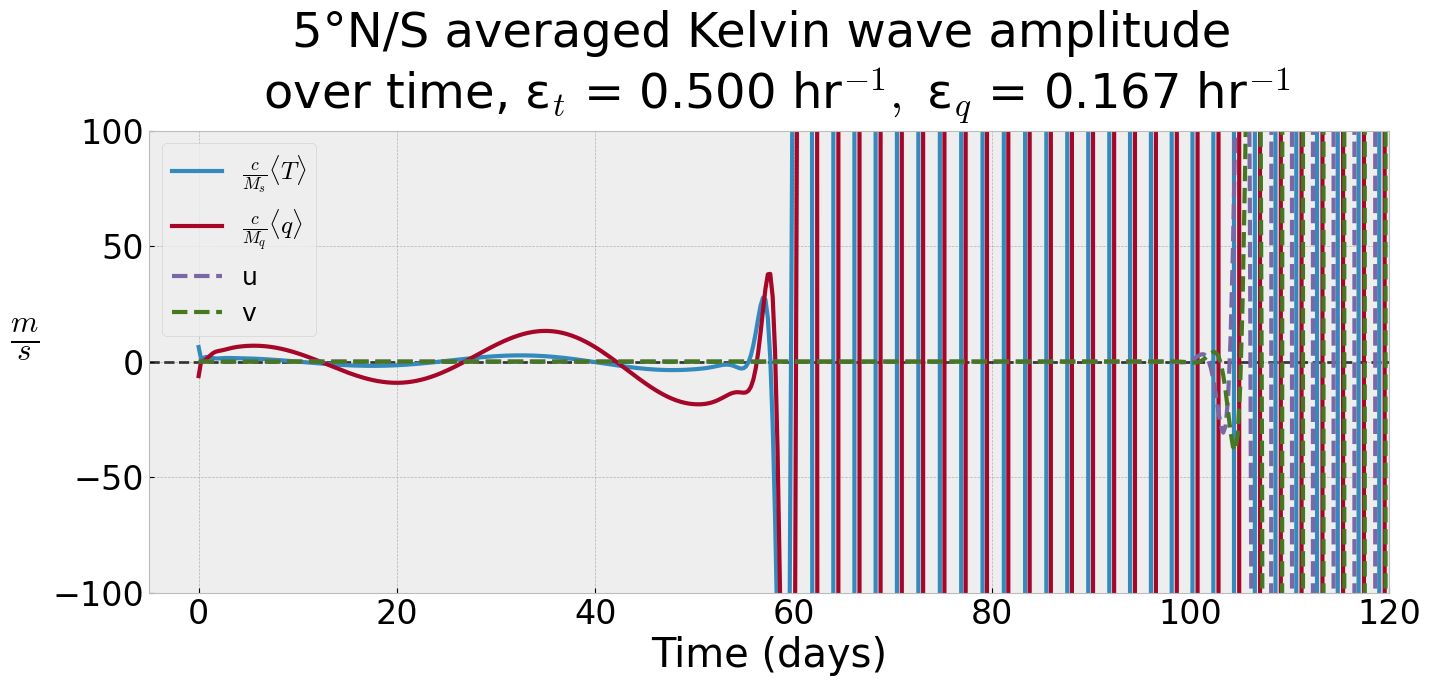 5°N/S averaged Kelvin wave amplitude
over time, ε_t = 0.500 hr⁻¹, ε_q = 0.167 hr⁻¹
100
50
0
−50
−100
m/s
c/M_s ⟨T⟩
c/M_q ⟨q⟩
u
v
0 20 40 60 80 100 120
Time (days)